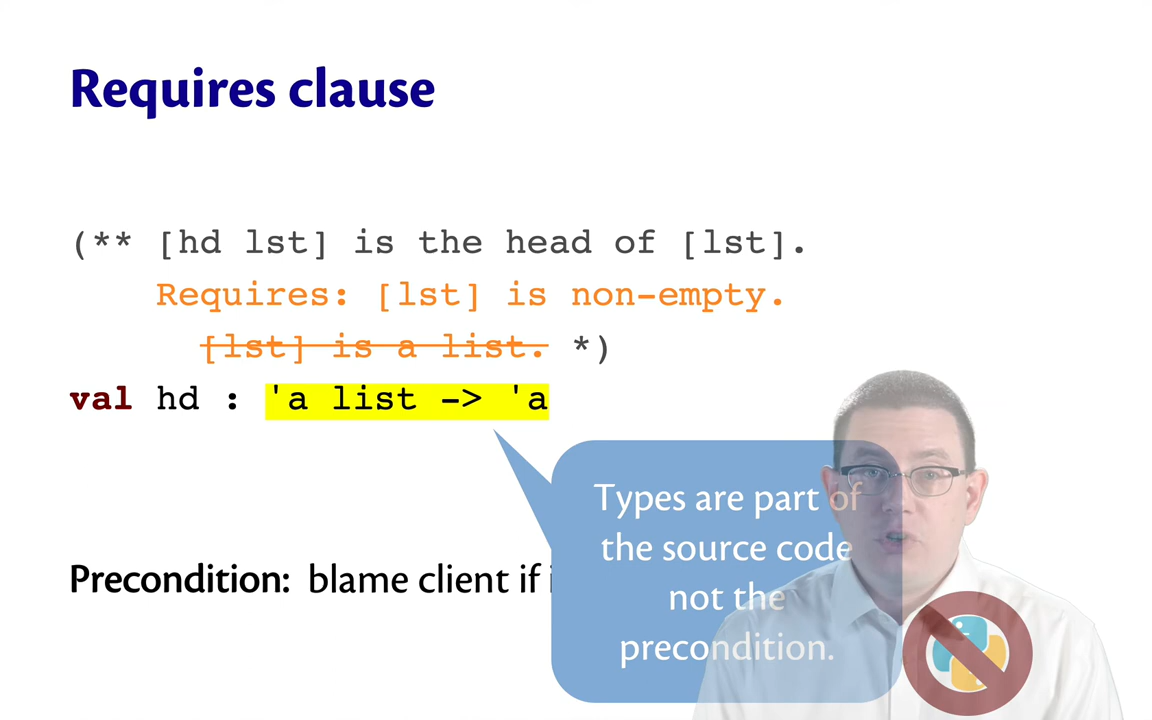 Requires clause
(** [hd lst] is the head of [lst].
Requires: [lst] is non-empty.
[lst] is a list. *)
val hd : 'a list -> 'a
Types are part of
the source code
not the
precondition.
Precondition: blame client if